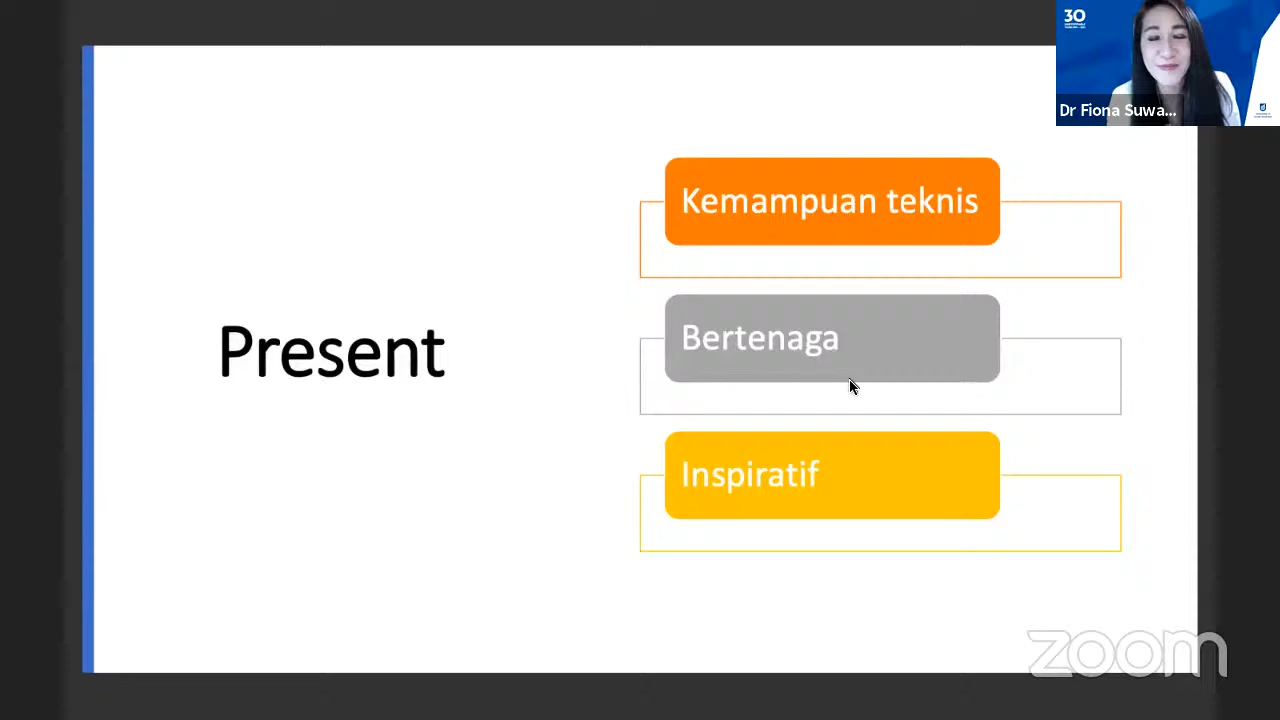 30
Dr Fiona Suwa...
Kemampuan teknis
Present
Bertenaga
Inspiratif
zoom